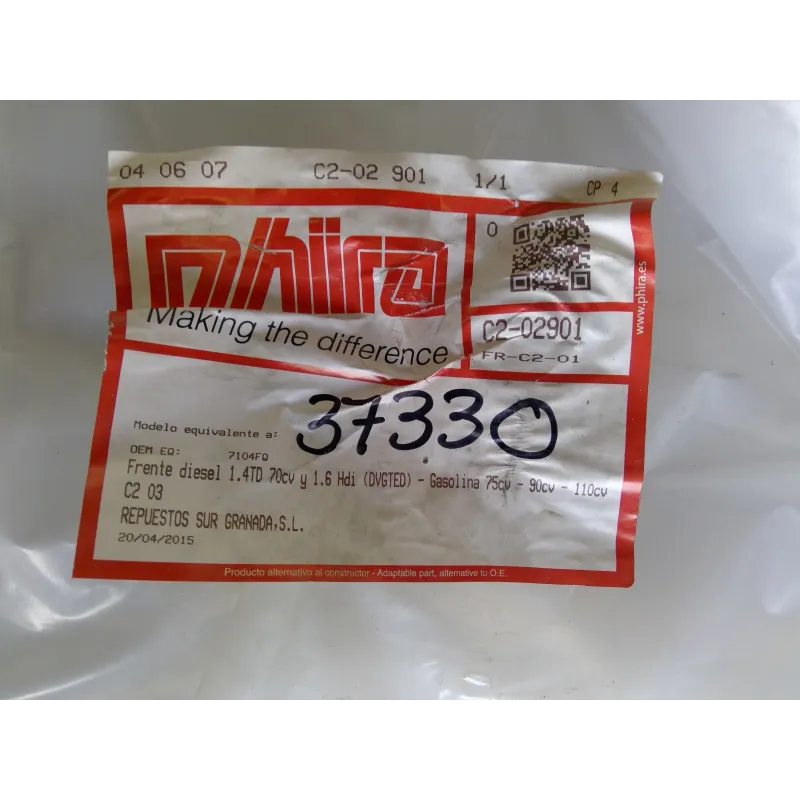 04 06 07 C2-02 901 1/1 CP 4
phira
Making the difference
0
www.phira.es
C2-02901
FR-C2-01
37330
Modelo equivalente a:
OEM EQ: 7104FQ
Frente diesel 1.4TD 70cv y 1.6 Hdi (DVGTED) - Gasolina 75cv - 90cv - 110cv
C2 03
REPUESTOS SUR GRANADA,S.L.
20/04/2015
Producto alternativo al constructor - Adaptable part, alternative to O.E.